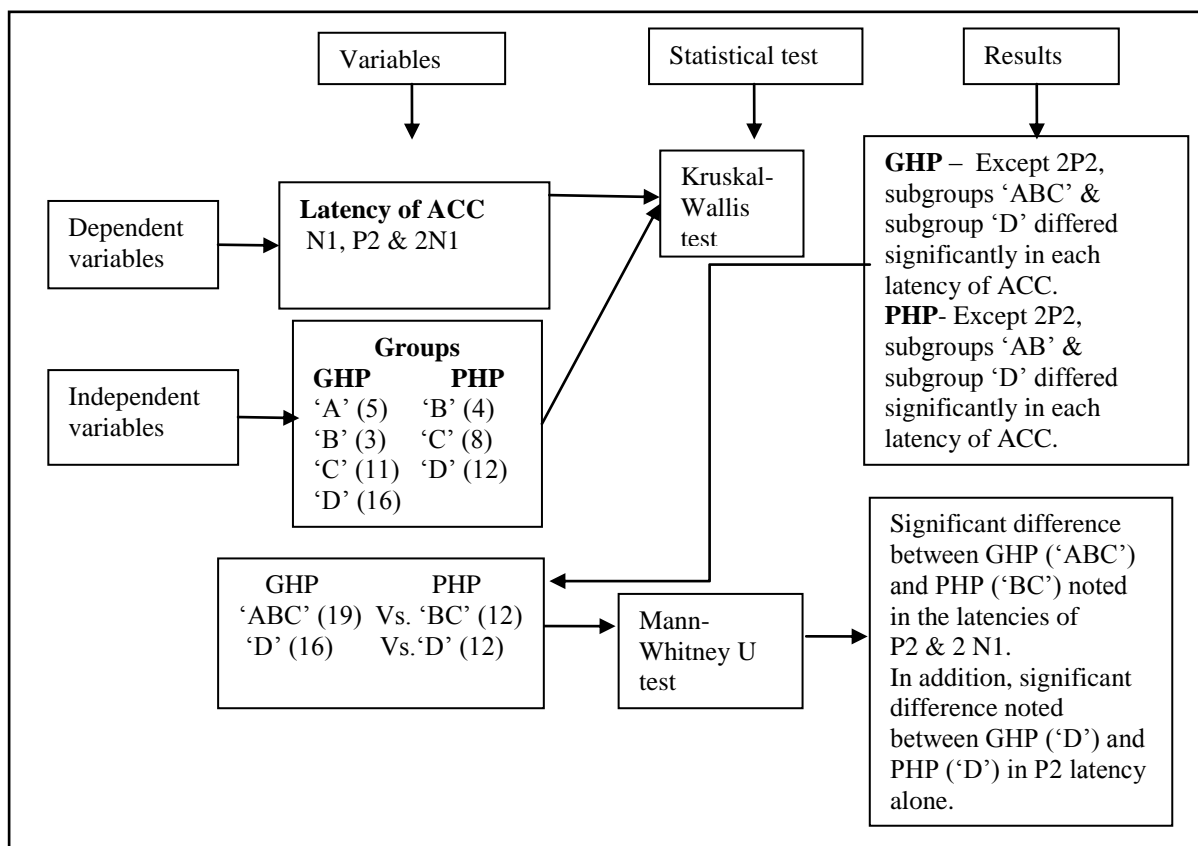 Variables
Statistical test
Results
Dependent
variables
Latency of ACC
N1, P2 & 2N1
Kruskal-
Wallis
test
GHP – Except 2P2,
subgroups ‘ABC’ &
subgroup ‘D’ differed
significantly in each
latency of ACC.
PHP- Except 2P2,
subgroups ‘AB’ &
subgroup ‘D’ differed
significantly in each
latency of ACC.
Independent
variables
Groups
GHP PHP
‘A’ (5) ‘B’ (4)
‘B’ (3) ‘C’ (8)
‘C’ (11) ‘D’ (12)
‘D’ (16)
GHP PHP
‘ABC’ (19) Vs. ‘BC’ (12)
‘D’ (16) Vs.‘D’ (12)
Mann-
Whitney U
test
Significant difference
between GHP (‘ABC’)
and PHP (‘BC’) noted
in the latencies of
P2 & 2 N1.
In addition, significant
difference noted
between GHP (‘D’) and
PHP (‘D’) in P2 latency
alone.